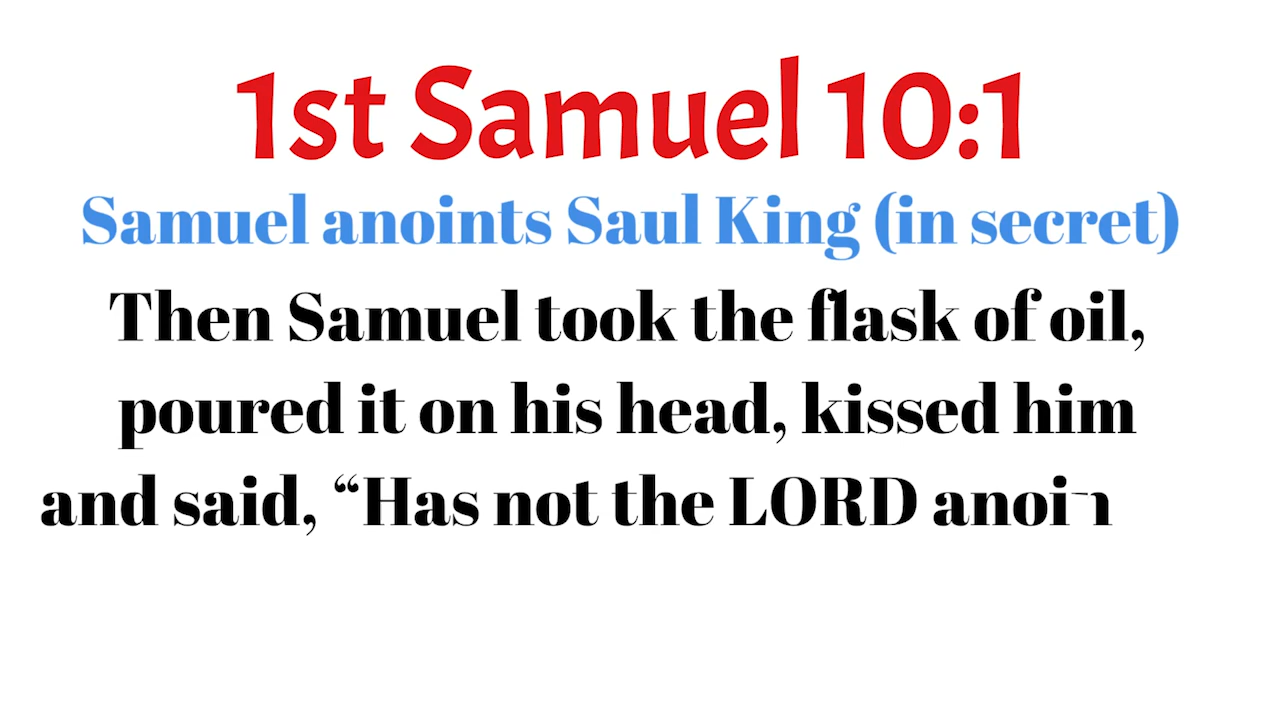 1st Samuel 10:1
Samuel anoints Saul King (in secret)
Then Samuel took the flask of oil,
poured it on his head, kissed him
and said, “Has not the LORD